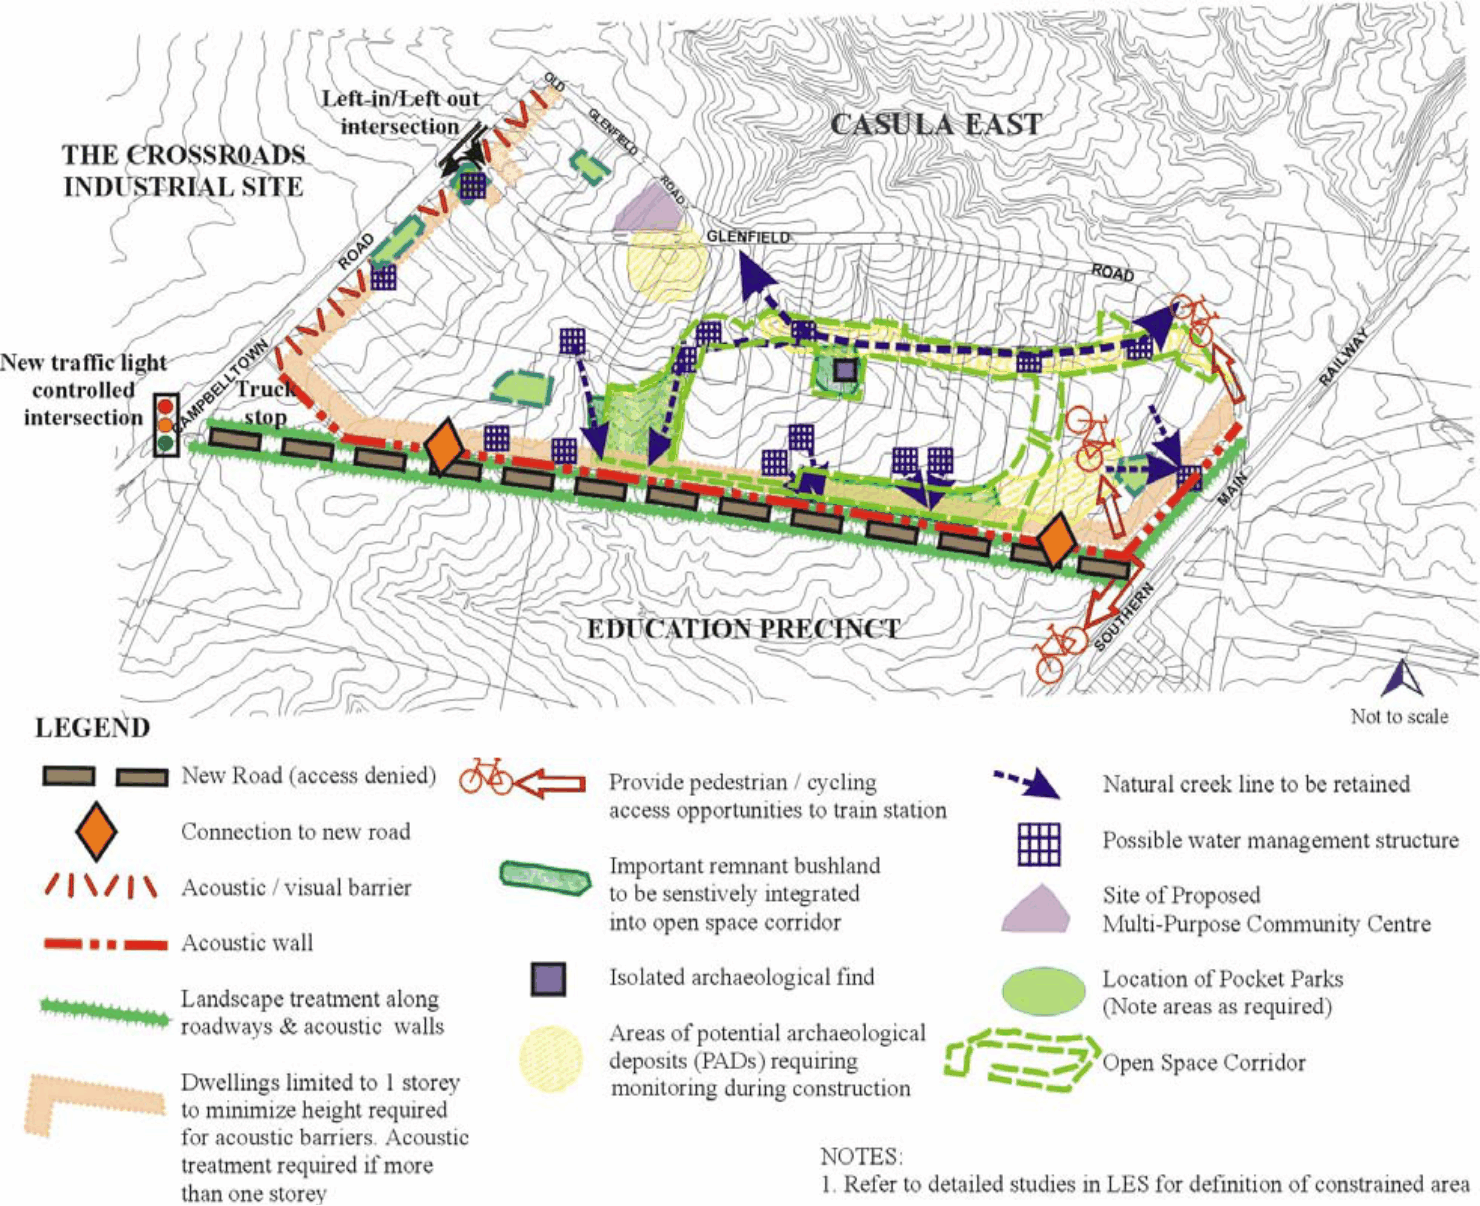 OLD
Left-in/Left out
intersection
GLENFIELD
CASULA EAST
THE CROSSR0ADS
INDUSTRIAL SITE
ROAD
ROAD
GLENFIELD
ROAD
RAILWAY
New traffic light
controlled
intersection
CAMPBELLTOWN
Truck
stop
MAIN
EDUCATION PRECINCT
SOUTHERN
Not to scale
LEGEND
New Road (access denied)
Connection to new road
Acoustic / visual barrier
Acoustic wall
Landscape treatment along
roadways & acoustic walls
Dwellings limited to 1 storey
to minimize height required
for acoustic barriers. Acoustic
treatment required if more
than one storey
Provide pedestrian / cycling
access opportunities to train station
Important remnant bushland
to be senstively integrated
into open space corridor
Isolated archaeological find
Areas of potential archaeological
deposits (PADs) requiring
monitoring during construction
Natural creek line to be retained
Possible water management structure
Site of Proposed
Multi-Purpose Community Centre
Location of Pocket Parks
(Note areas as required)
Open Space Corridor
NOTES:
1. Refer to detailed studies in LES for definition of constrained area